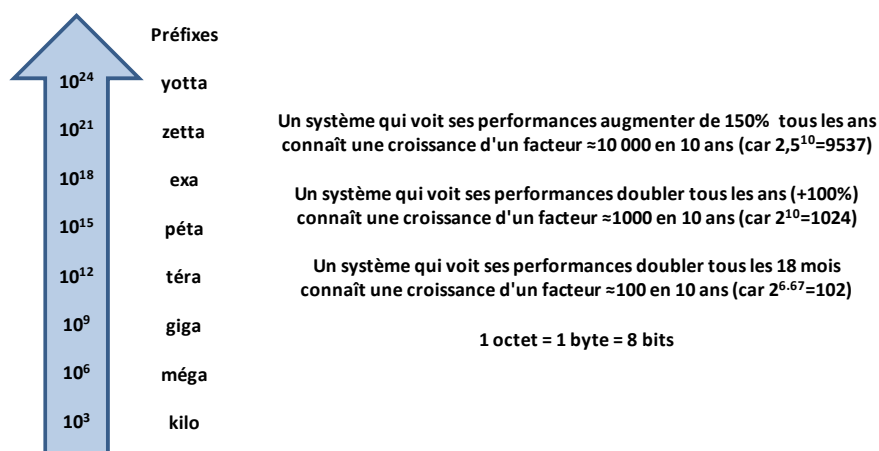 Préfixes
10²⁴ yotta
10²¹ zetta
10¹⁸ exa
10¹⁵ péta
10¹² téra
10⁹ giga
10⁶ méga
10³ kilo
Un système qui voit ses performances augmenter de 150% tous les ans
connaît une croissance d'un facteur ≈10 000 en 10 ans (car 2,5¹⁰=9537)
Un système qui voit ses performances doubler tous les ans (+100%)
connaît une croissance d'un facteur ≈1000 en 10 ans (car 2¹⁰=1024)
Un système qui voit ses performances doubler tous les 18 mois
connaît une croissance d'un facteur ≈100 en 10 ans (car 2⁶·⁶⁷=102)
1 octet = 1 byte = 8 bits